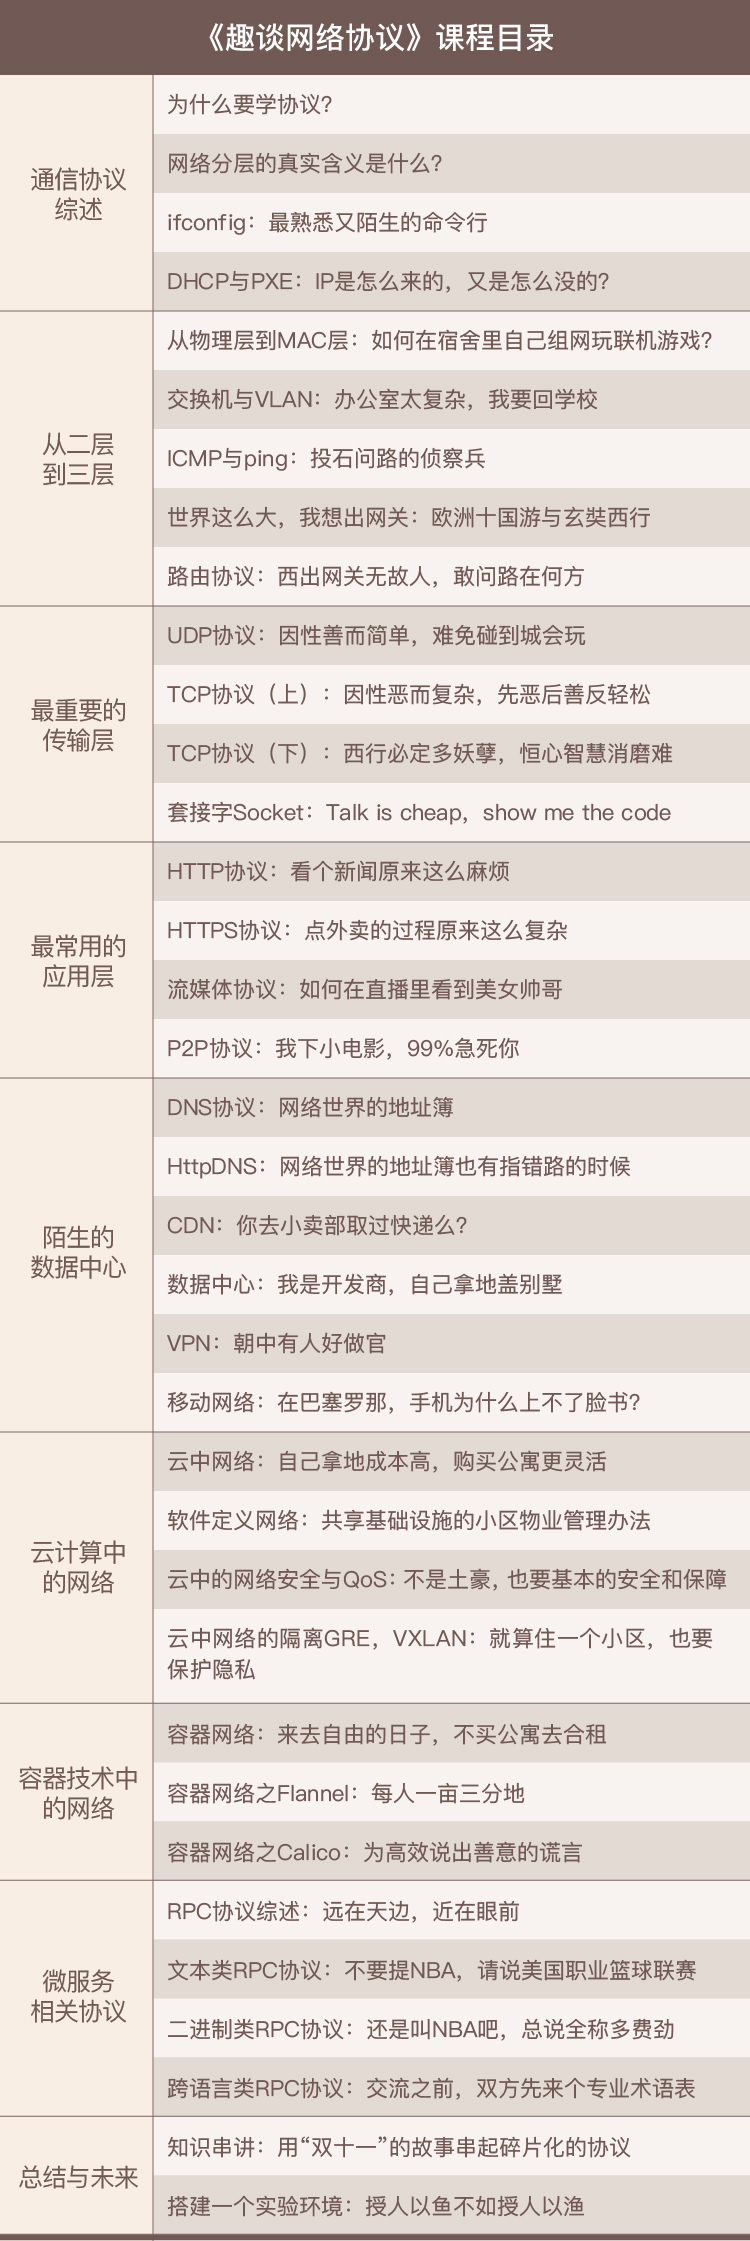 《趣谈网络协议》课程目录
通信协议
综述
为什么要学协议?
网络分层的真实含义是什么?
ifconfig：最熟悉又陌生的命令行
DHCP与PXE：IP是怎么来的，又是怎么没的?
从二层
到三层
从物理层到MAC层：如何在宿舍里自己组网玩联机游戏?
交换机与VLAN：办公室太复杂，我要回学校
ICMP与ping：投石问路的侦察兵
世界这么大，我想出网关：欧洲十国游与玄奘西行
路由协议：西出网关无故人，敢问路在何方
最重要的
传输层
UDP协议：因性善而简单，难免碰到城会玩
TCP协议（上）：因性恶而复杂，先恶后善反轻松
TCP协议（下）：西行必定多妖孽，恒心智慧消磨难
套接字Socket：Talk is cheap，show me the code
最常用的
应用层
HTTP协议：看个新闻原来这么麻烦
HTTPS协议：点外卖的过程原来这么复杂
流媒体协议：如何在直播里看到美女帅哥
P2P协议：我下小电影，99%急死你
陌生的
数据中心
DNS协议：网络世界的地址簿
HttpDNS：网络世界的地址簿也有指错路的时候
CDN：你去小卖部取过快递么?
数据中心：我是开发商，自己拿地盖别墅
VPN：朝中有人好做官
移动网络：在巴塞罗那，手机为什么上不了脸书?
云计算中
的网络
云中网络：自己拿地成本高，购买公寓更灵活
软件定义网络：共享基础设施的小区物业管理办法
云中的网络安全与QoS：不是土豪，也要基本的安全和保障
云中网络的隔离GRE，VXLAN：就算住一个小区，也要
保护隐私
容器技术中
的网络
容器网络：来去自由的日子，不买公寓去合租
容器网络之Flannel：每人一亩三分地
容器网络之Calico：为高效说出善意的谎言
微服务
相关协议
RPC协议综述：远在天边，近在眼前
文本类RPC协议：不要提NBA，请说美国职业篮球联赛
二进制类RPC协议：还是叫NBA吧，总说全称多费劲
跨语言类RPC协议：交流之前，双方先来个专业术语表
总结与未来
知识串讲：用“双十一”的故事串起碎片化的协议
搭建一个实验环境：授人以鱼不如授人以渔